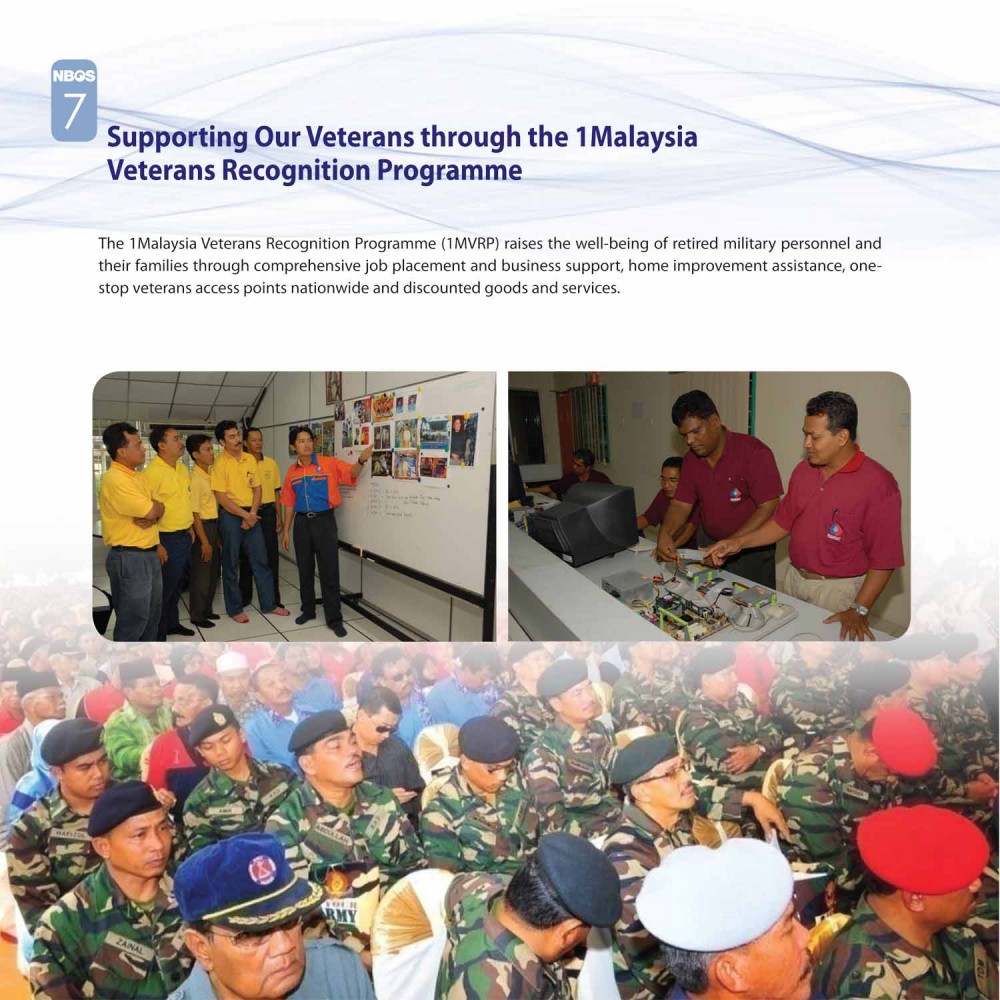 NBOS
7
Supporting Our Veterans through the 1Malaysia
Veterans Recognition Programme
The 1Malaysia Veterans Recognition Programme (1MVRP) raises the well-being of retired military personnel and
their families through comprehensive job placement and business support, home improvement assistance, one-
stop veterans access points nationwide and discounted goods and services.
ABDULLAH
ZAINAL
ARMY